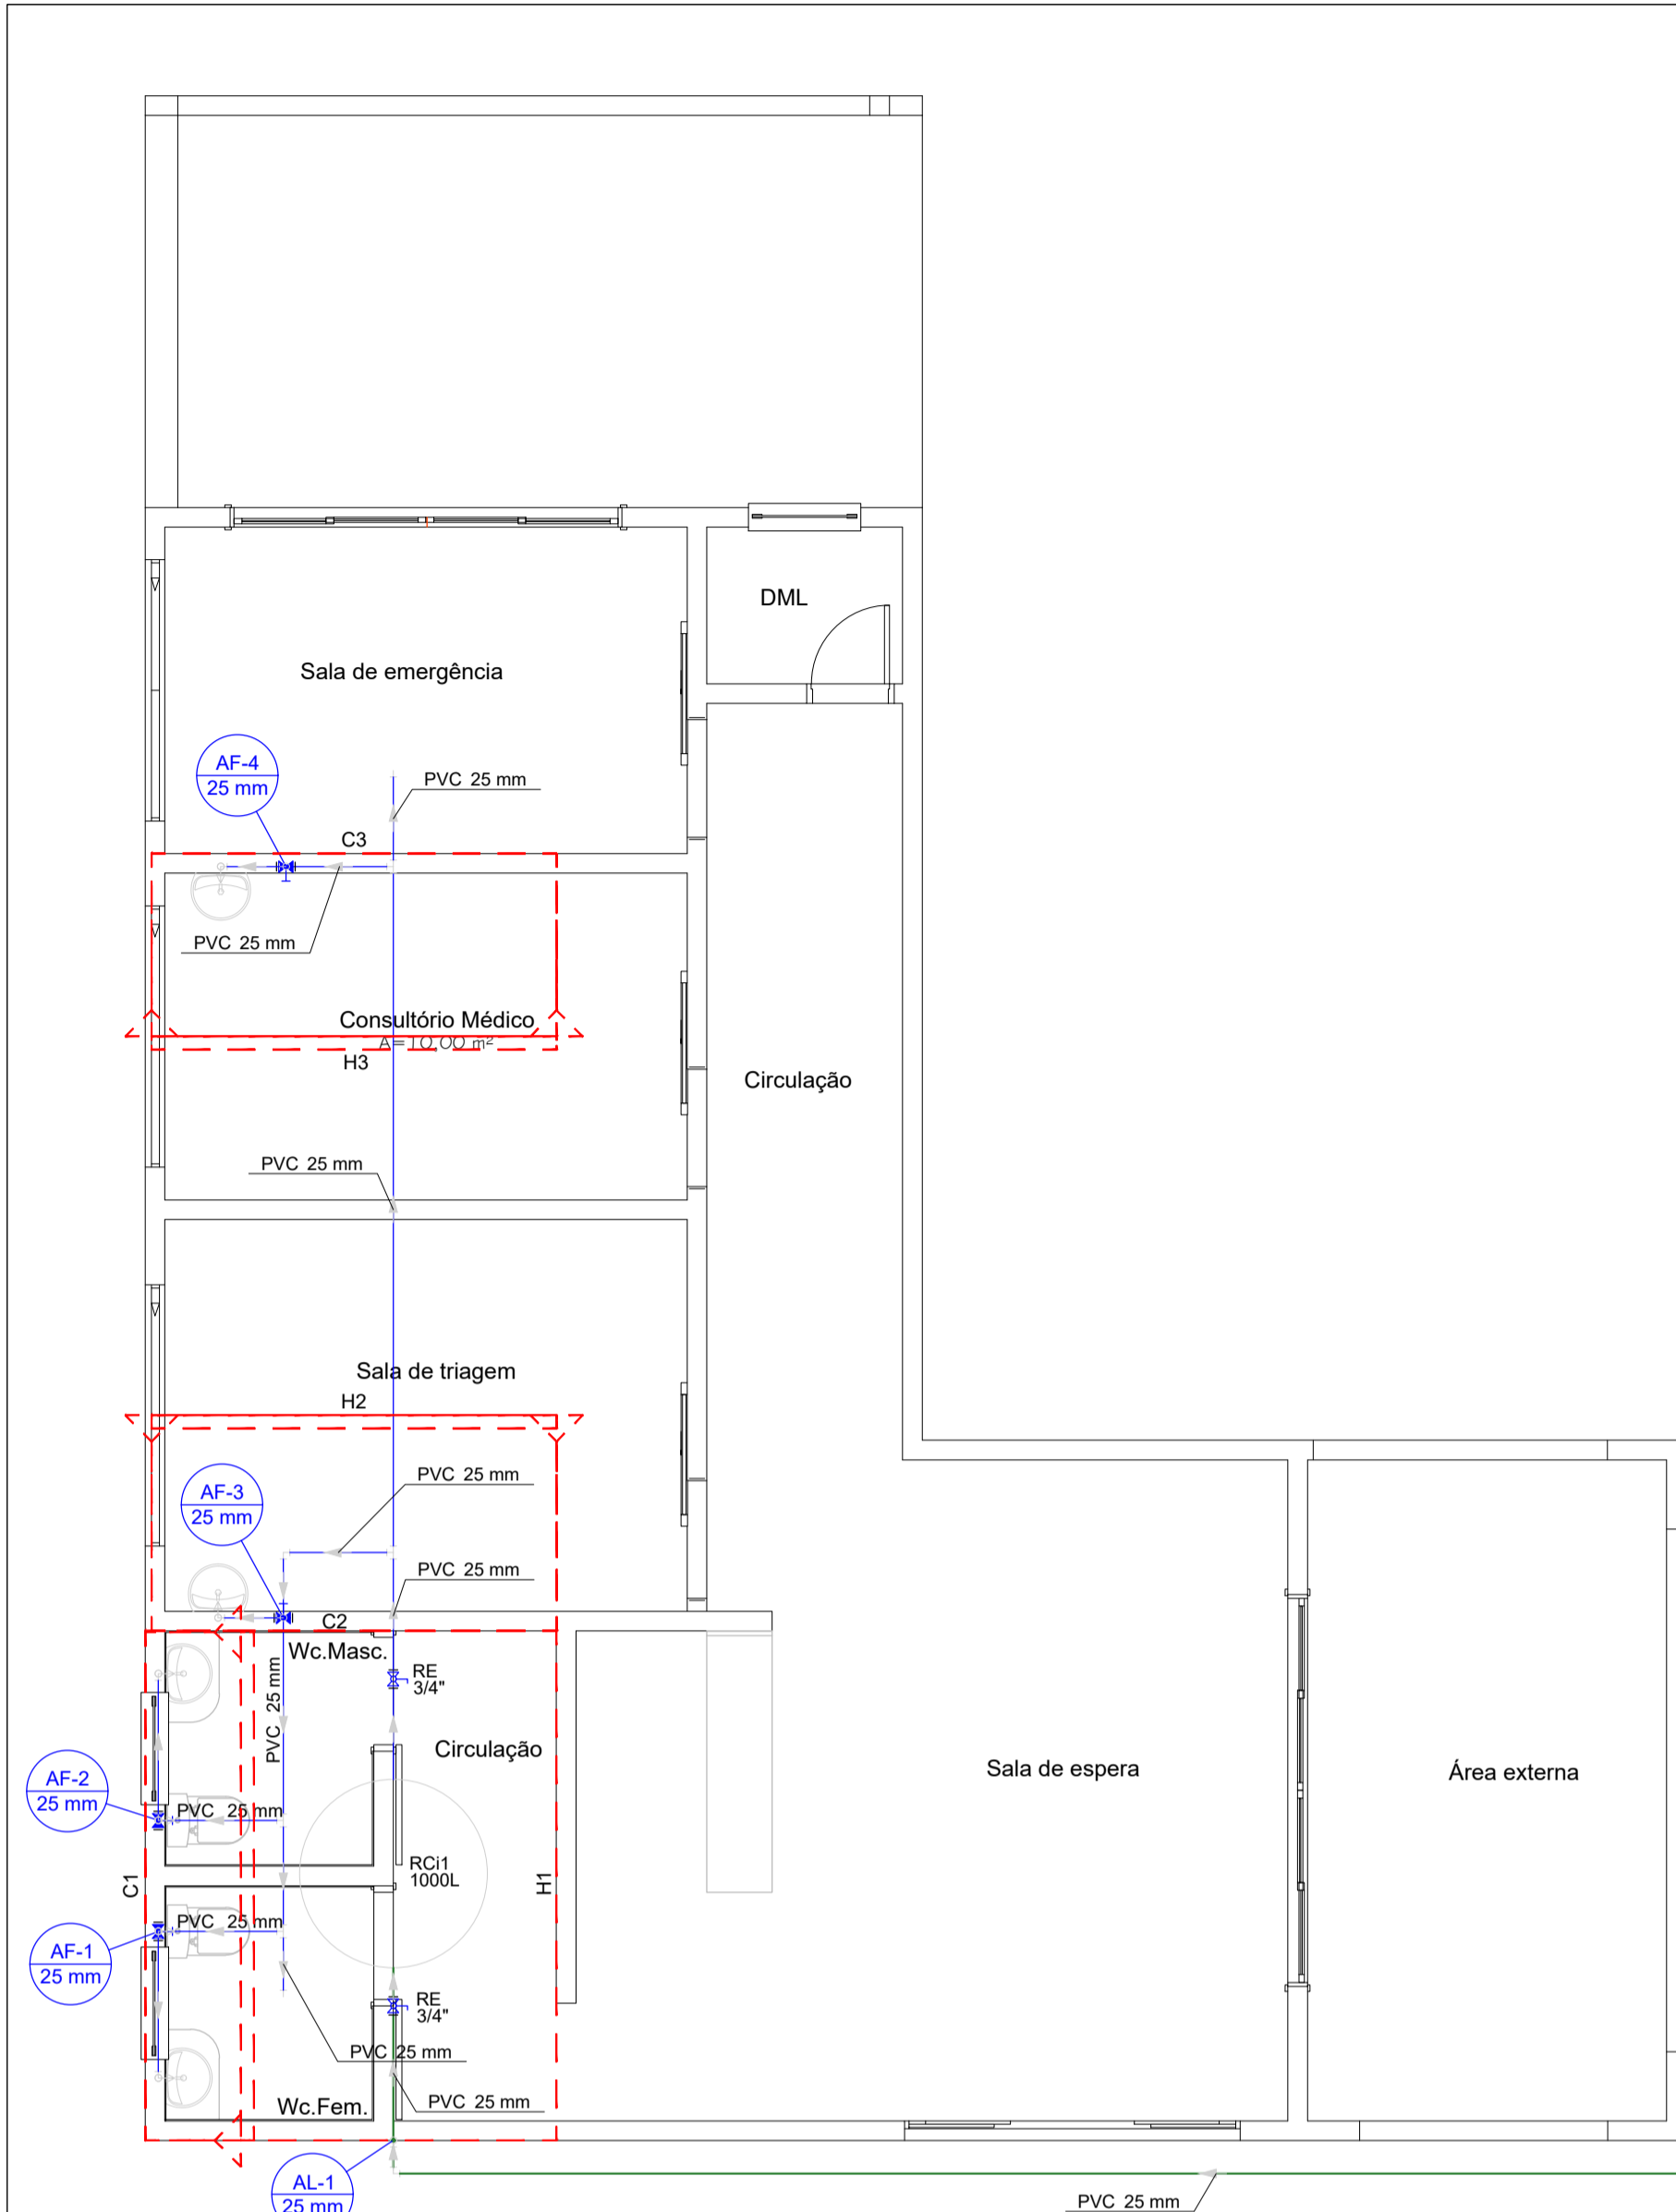 DML
Sala de emergência
AF-4
25 mm
PVC 25 mm
C3
PVC 25 mm
Consultório Médico
A=10.00 m²
H3
Circulação
PVC 25 mm
Sala de triagem
H2
AF-3
25 mm
PVC 25 mm
PVC 25 mm
C2
Wc.Masc.
RE
3/4"
PVC 25 mm
Circulação
Sala de espera
Área externa
AF-2
25 mm
PVC 25 mm
RCi1
1000L
C1
H1
PVC 25 mm
AF-1
25 mm
RE
3/4"
PVC 25 mm
Wc.Fem.
PVC 25 mm
AL-1
25 mm
PVC 25 mm